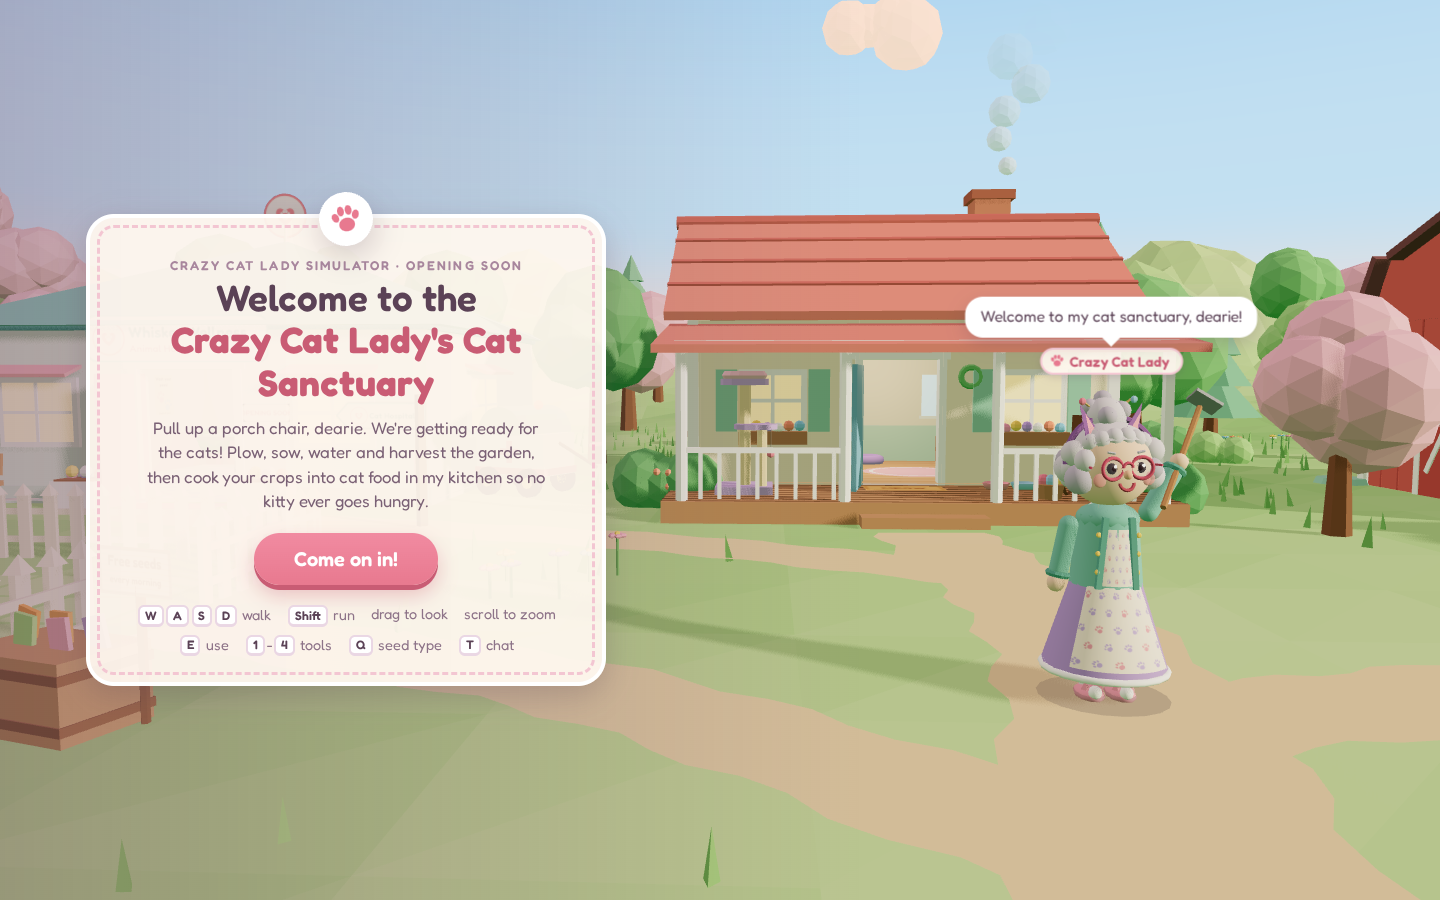 CRAZY CAT LADY SIMULATOR · OPENING SOON
Welcome to the
Crazy Cat Lady's Cat
Sanctuary
Pull up a porch chair, dearie. We're getting ready for
the cats! Plow, sow, water and harvest the garden,
then cook your crops into cat food in my kitchen so no
kitty ever goes hungry.
Come on in!
W A S D walk Shift run drag to look scroll to zoom
E use 1 - 4 tools Q seed type T chat
Welcome to my cat sanctuary, dearie!
Crazy Cat Lady